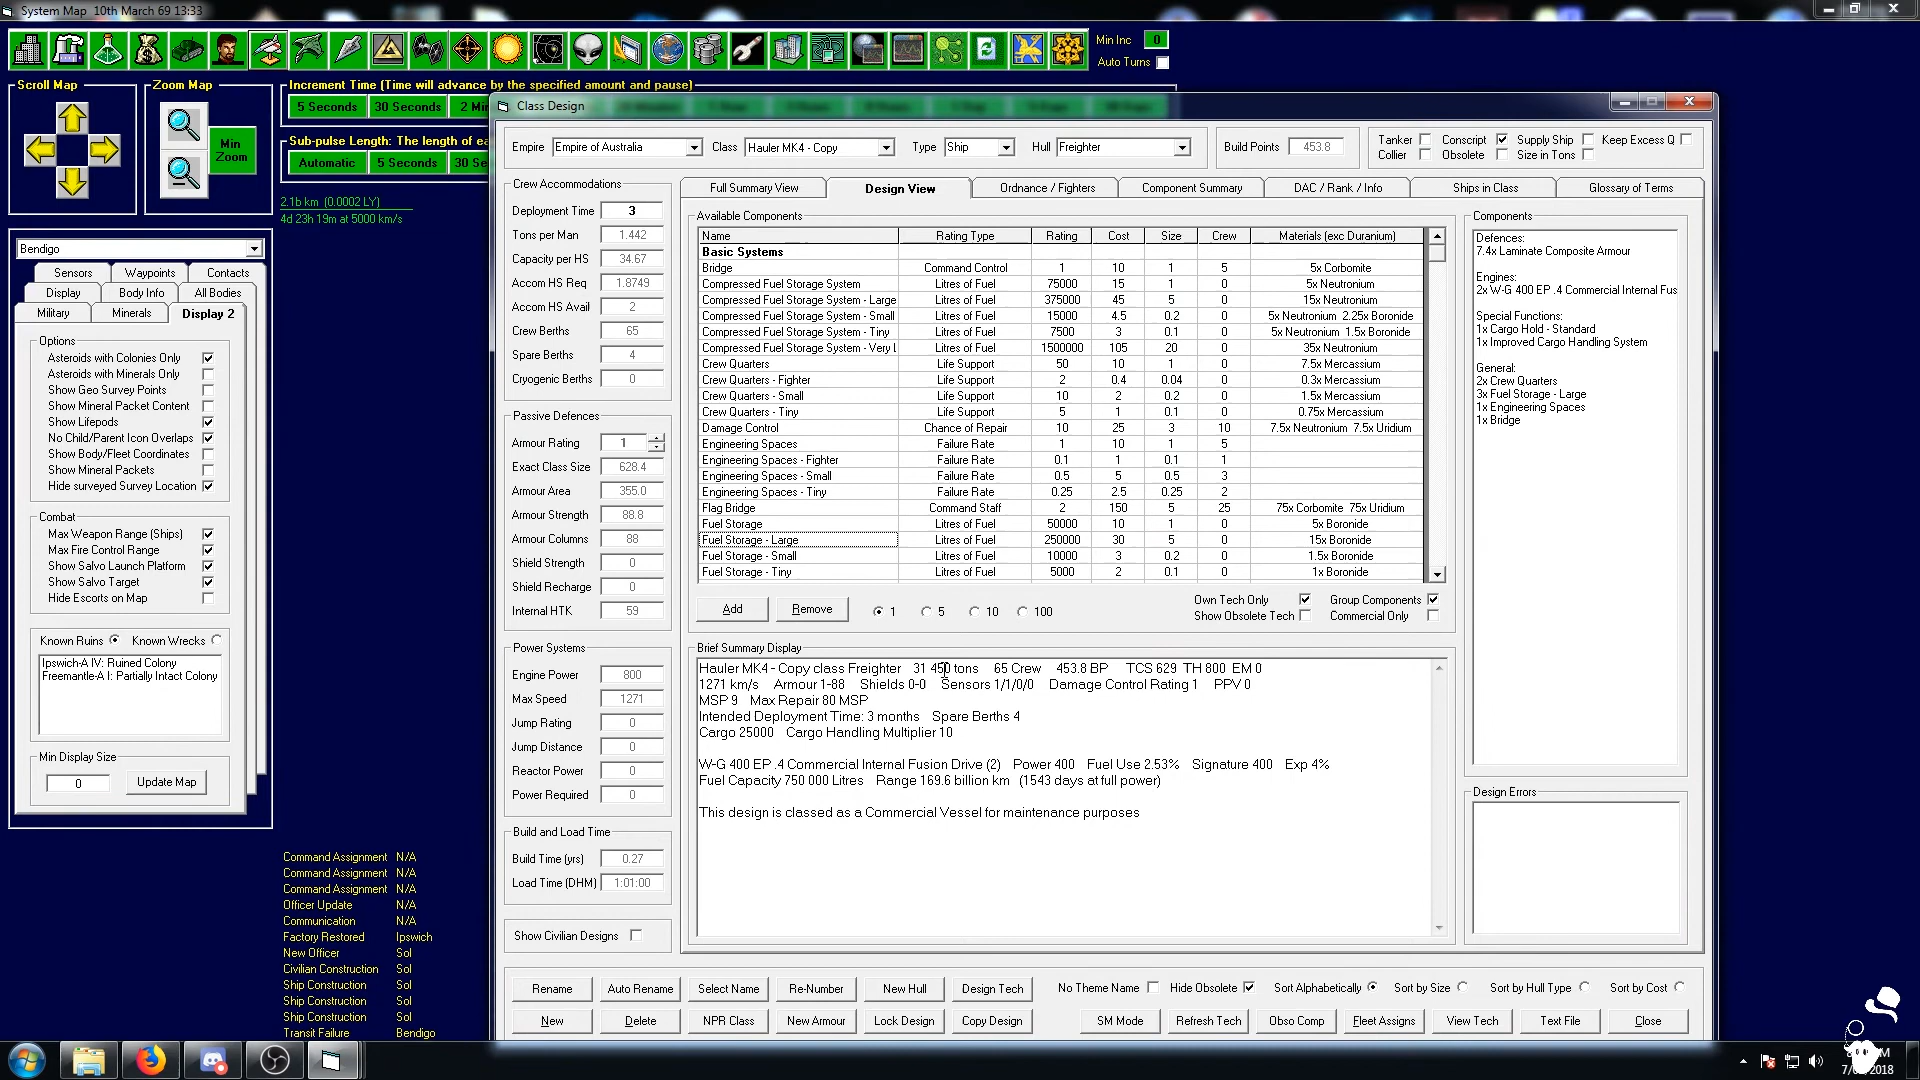 System Map   10th March 69 13:33
Min Inc 0
Auto Turns
Scroll Map
Zoom Map
Min Zoom
Increment Time (Time will advance by the specified amount and pause)
5 Seconds 30 Seconds 2 Mi
Sub-pulse Length: The length of ea
Automatic 5 Seconds 30 Se
2.1b km (0.0002 LY)
4d 23h 19m at 5000 km/s
Bendigo
Sensors Waypoints Contacts
Display Body Info All Bodies
Military Minerals Display 2
Options
Asteroids with Colonies Only
Asteroids with Minerals Only
Show Geo Survey Points
Show Mineral Packet Content
Show Lifepods
No Child/Parent Icon Overlaps
Show Body/Fleet Coordinates
Show Mineral Packets
Hide surveyed Survey Location
Combat
Max Weapon Range (Ships)
Max Fire Control Range
Show Salvo Launch Platform
Show Salvo Target
Hide Escorts on Map
Known Ruins Known Wrecks
Ipswich-A IV: Ruined Colony
Freemantle-A I: Partially Intact Colony
Min Display Size
0 Update Map
Command Assignment N/A
Command Assignment N/A
Command Assignment N/A
Officer Update N/A
Communication N/A
Factory Restored Ipswich
New Officer Sol
Civilian Construction Sol
Ship Construction Sol
Ship Construction Sol
Ship Construction Sol
Transit Failure Bendigo
Class Design
Empire Empire of Australia Class Hauler MK4 - Copy Type Ship Hull Freighter Build Points 453.8
Tanker Conscript Supply Ship Keep Excess Q
Collier Obsolete Size in Tons
Crew Accommodations
Deployment Time 3
Tons per Man 1.442
Capacity per HS 34.67
Accom HS Req 1.8749
Accom HS Avail 2
Crew Berths 65
Spare Berths 4
Cryogenic Berths 0
Passive Defences
Armour Rating 1
Exact Class Size 628.4
Armour Area 355.0
Armour Strength 88.8
Armour Columns 88
Shield Strength 0
Shield Recharge 0
Internal HTK 59
Power Systems
Engine Power 800
Max Speed 1271
Jump Rating 0
Jump Distance 0
Reactor Power 0
Power Required 0
Build and Load Time
Build Time (yrs) 0.27
Load Time (DHM) 1:01:00
Show Civilian Designs
Full Summary View Design View Ordnance / Fighters Component Summary DAC / Rank / Info Ships in Class Glossary of Terms
Available Components
Name Rating Type Rating Cost Size Crew Materials (exc Duranium)
Basic Systems
Bridge Command Control 1 10 1 5 5x Corbomite
Compressed Fuel Storage System Litres of Fuel 75000 15 1 0 5x Neutronium
Compressed Fuel Storage System - Large Litres of Fuel 375000 45 5 0 15x Neutronium
Compressed Fuel Storage System - Small Litres of Fuel 15000 4.5 0.2 0 5x Neutronium 2.25x Boronide
Compressed Fuel Storage System - Tiny Litres of Fuel 7500 3 0.1 0 5x Neutronium 1.5x Boronide
Compressed Fuel Storage System - Very L Litres of Fuel 1500000 105 20 0 35x Neutronium
Crew Quarters Life Support 50 10 1 0 7.5x Mercassium
Crew Quarters - Fighter Life Support 2 0.4 0.04 0 0.3x Mercassium
Crew Quarters - Small Life Support 10 2 0.2 0 1.5x Mercassium
Crew Quarters - Tiny Life Support 5 1 0.1 0 0.75x Mercassium
Damage Control Chance of Repair 10 25 3 10 7.5x Neutronium 7.5x Uridium
Engineering Spaces Failure Rate 1 10 1 5
Engineering Spaces - Fighter Failure Rate 0.1 1 0.1 1
Engineering Spaces - Small Failure Rate 0.5 5 0.5 3
Engineering Spaces - Tiny Failure Rate 0.25 2.5 0.25 2
Flag Bridge Command Staff 2 150 5 25 75x Corbomite 75x Uridium
Fuel Storage Litres of Fuel 50000 10 1 0 5x Boronide
Fuel Storage - Large Litres of Fuel 250000 30 5 0 15x Boronide
Fuel Storage - Small Litres of Fuel 10000 3 0.2 0 1.5x Boronide
Fuel Storage - Tiny Litres of Fuel 5000 2 0.1 0 1x Boronide
Add Remove 1 5 10 100
Own Tech Only Group Components
Show Obsolete Tech Commercial Only
Brief Summary Display
Hauler MK4 - Copy class Freighter 31 450 tons 65 Crew 453.8 BP TCS 629 TH 800 EM 0
1271 km/s Armour 1-88 Shields 0-0 Sensors 1/1/0/0 Damage Control Rating 1 PPV 0
MSP 9 Max Repair 80 MSP
Intended Deployment Time: 3 months Spare Berths 4
Cargo 25000 Cargo Handling Multiplier 10
W-G 400 EP .4 Commercial Internal Fusion Drive (2) Power 400 Fuel Use 2.53% Signature 400 Exp 4%
Fuel Capacity 750 000 Litres Range 169.6 billion km (1543 days at full power)
This design is classed as a Commercial Vessel for maintenance purposes
Components
Defences:
7.4x Laminate Composite Armour
Engines:
2x W-G 400 EP .4 Commercial Internal Fus
Special Functions:
1x Cargo Hold - Standard
1x Improved Cargo Handling System
General:
2x Crew Quarters
3x Fuel Storage - Large
1x Engineering Spaces
1x Bridge
Design Errors
Rename Auto Rename Select Name Re-Number New Hull Design Tech No Theme Name Hide Obsolete Sort Alphabetically Sort by Size Sort by Hull Type Sort by Cost
New Delete NPR Class New Armour Lock Design Copy Design SM Mode Refresh Tech Obso Comp Fleet Assigns View Tech Text File Close